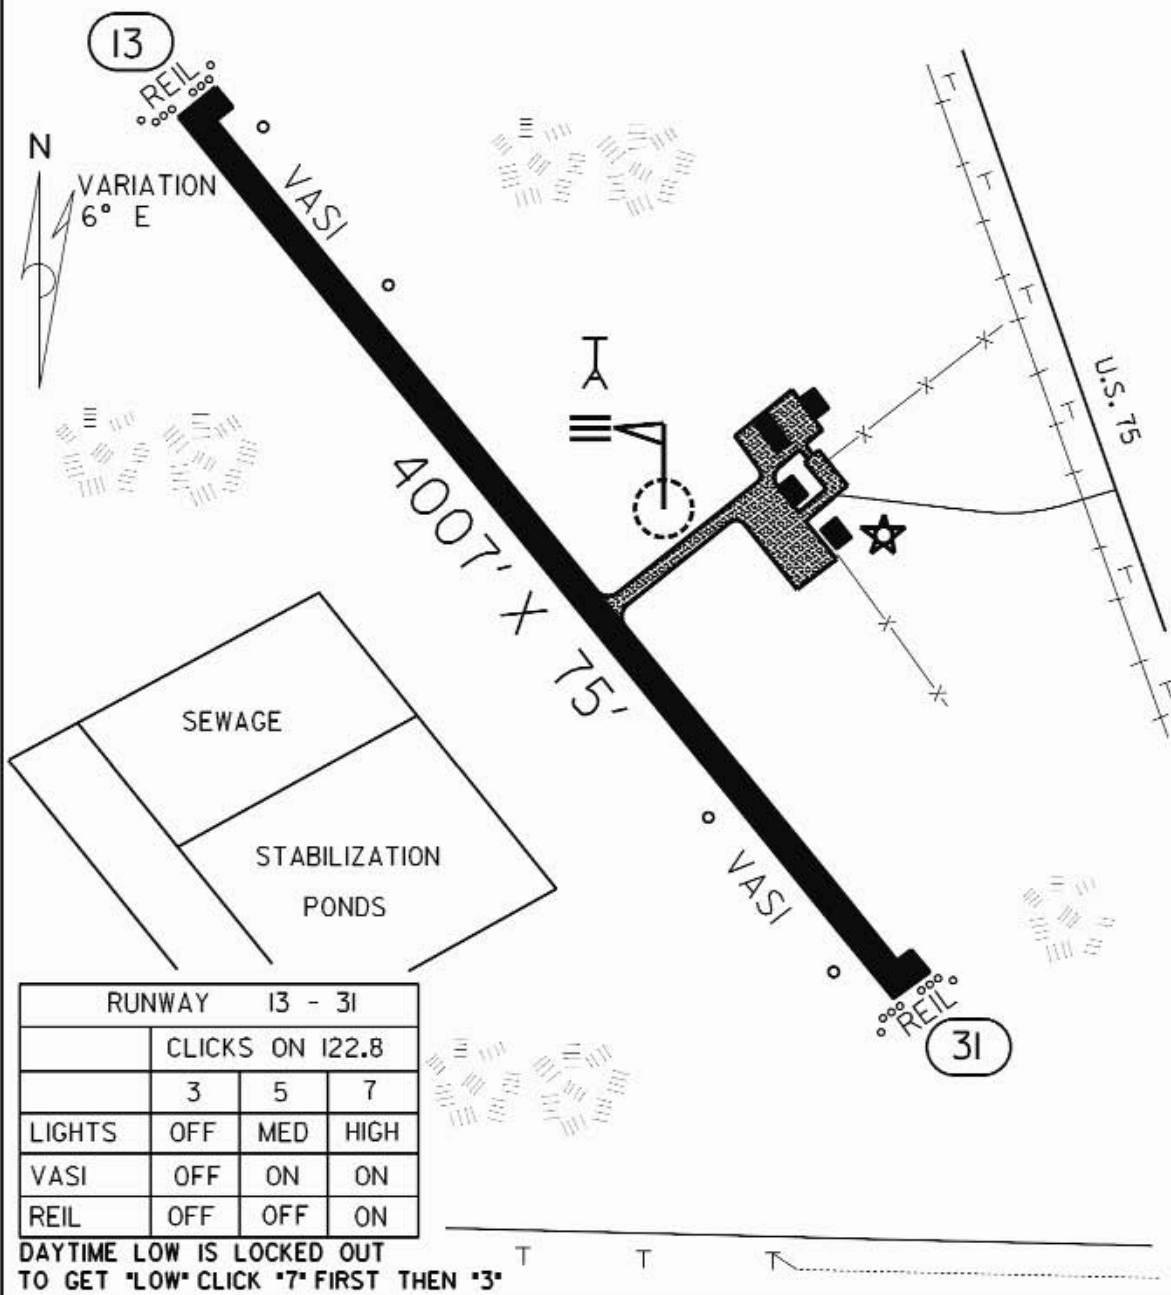 13
REIL
N
VARIATION
6° E
VASI
U.S. 75
4007' X 75'
SEWAGE
STABILIZATION
PONDS
VASI
REIL
31
RUNWAY 13 - 31
CLICKS ON 122.8
3 5 7
LIGHTS OFF MED HIGH
VASI OFF ON ON
REIL OFF OFF ON
DAYTIME LOW IS LOCKED OUT
TO GET "LOW" CLICK "7" FIRST THEN "3"